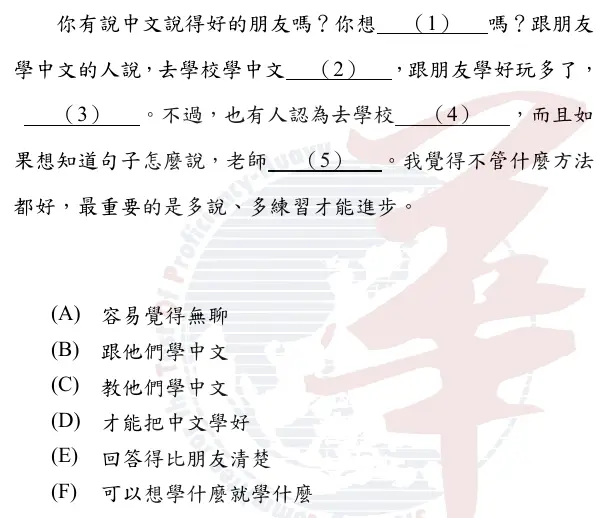 你有說中文說得好的朋友嗎？你想 （1） 嗎？跟朋友
學中文的人說，去學校學中文 （2） ，跟朋友學好玩多了，
（3） 。不過，也有人認為去學校 （4） ，而且如
果想知道句子怎麼說，老師 （5） 。我覺得不管什麼方法
都好，最重要的是多說、多練習才能進步。
(A) 容易覺得無聊
(B) 跟他們學中文
(C) 教他們學中文
(D) 才能把中文學好
(E) 回答得比朋友清楚
(F) 可以想學什麼就學什麼
華